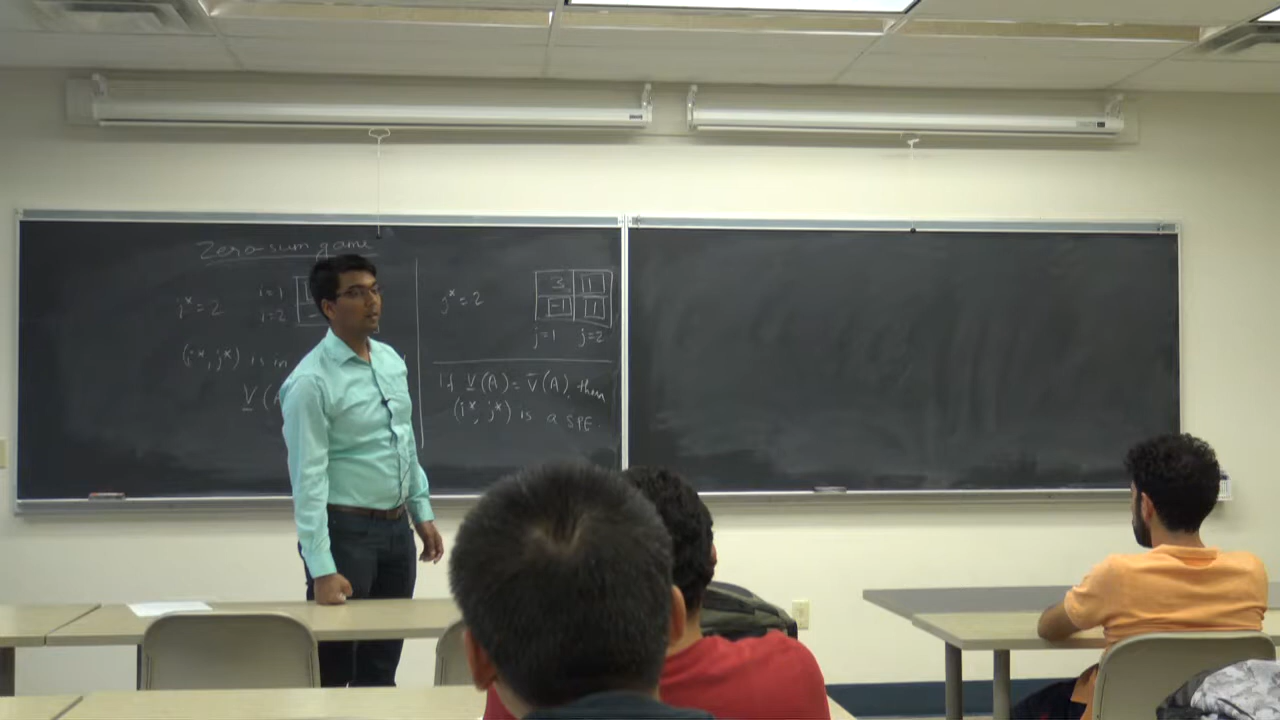 Zero-sum game
i* = 2
i=1
i=2
(i*, j*) is in
V(A
j* = 2
3 1
-1 1
j=1 j=2
If V(A) = V̄(A), then
(i*, j*) is a SPE.